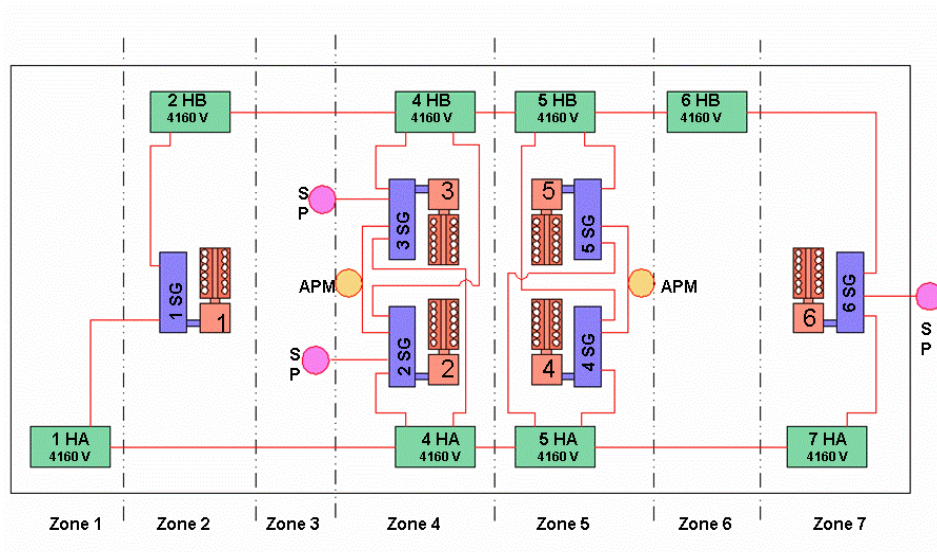 2 HB
4160 V
4 HB
4160 V
5 HB
4160 V
6 HB
4160 V
S
P
3 SG
3
5
5 SG
APM
APM
1 SG
1
6
6 SG
S
P
S
P
2 SG
2
4
4 SG
1 HA
4160 V
4 HA
4160 V
5 HA
4160 V
7 HA
4160 V
Zone 1
Zone 2
Zone 3
Zone 4
Zone 5
Zone 6
Zone 7